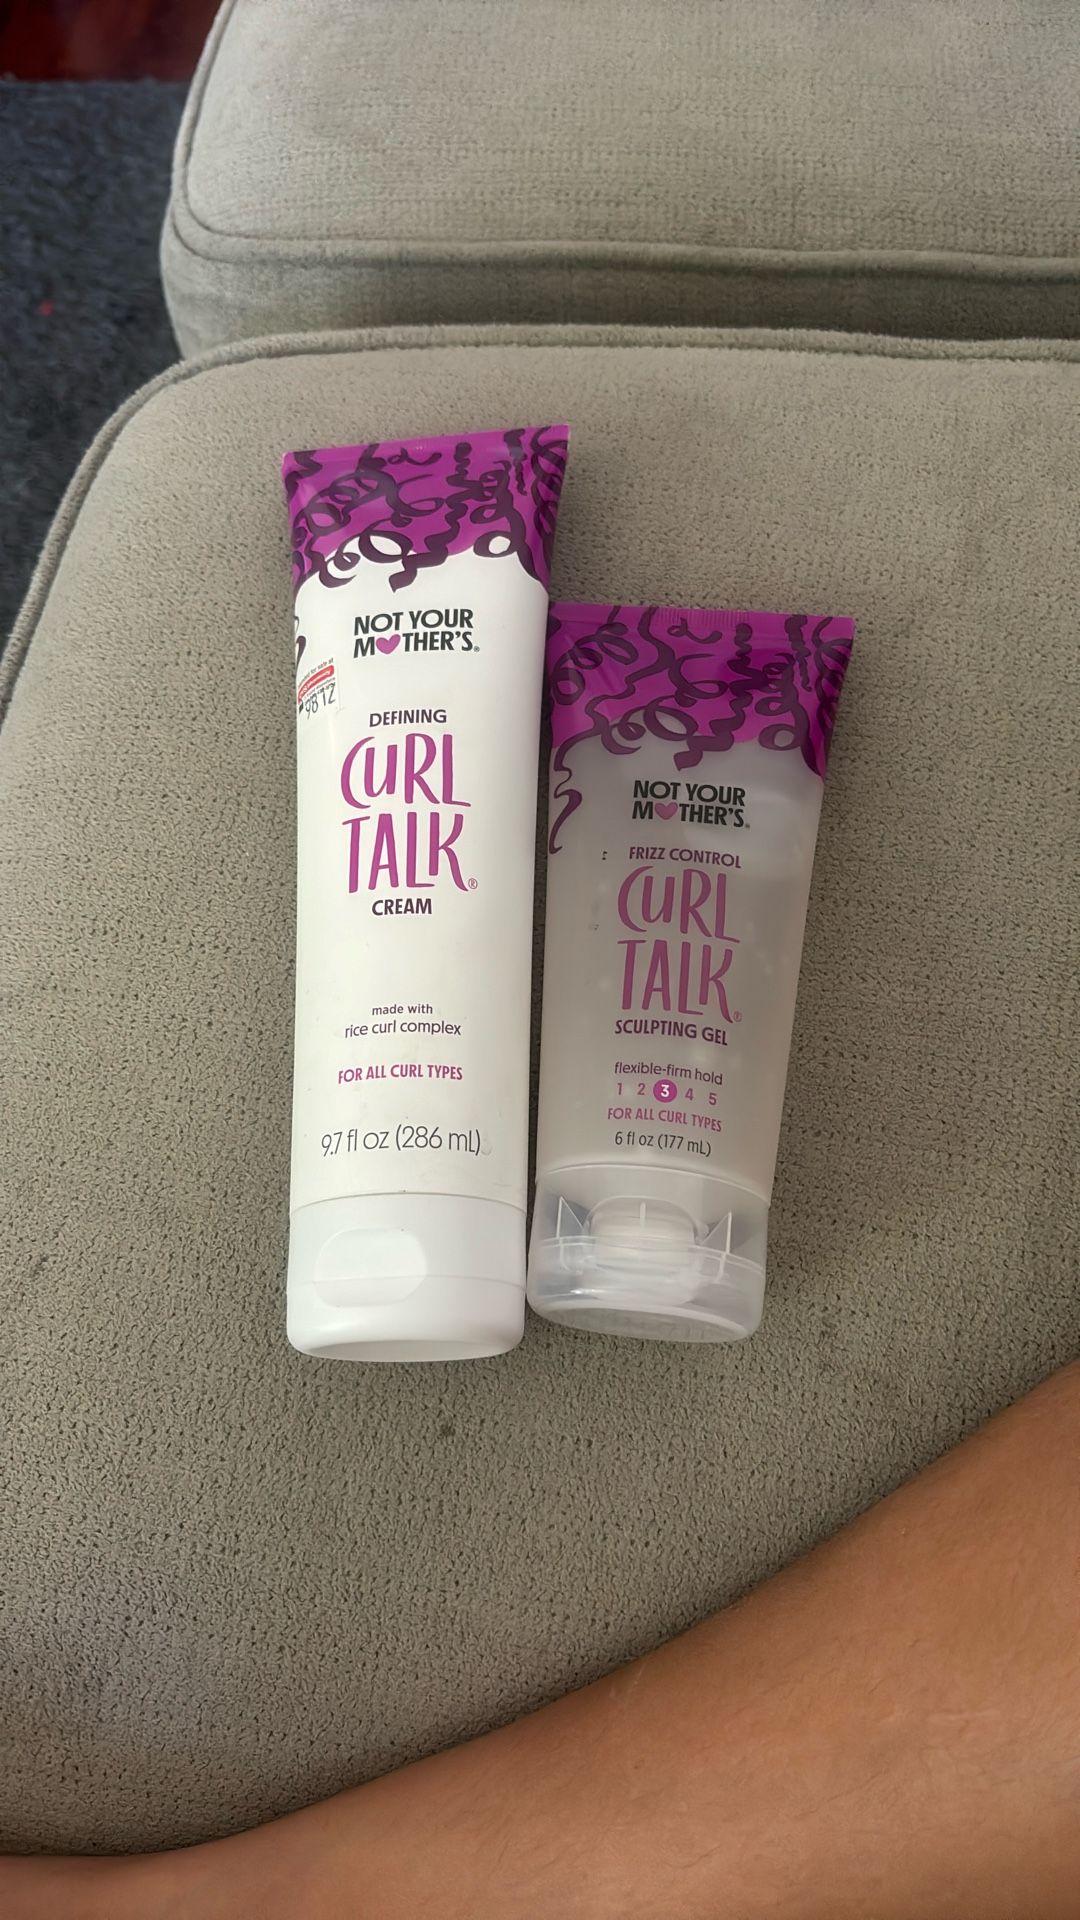 NOT YOUR
MOTHER'S®
DEFINING
CURL
TALK®
CREAM
made with
rice curl complex
FOR ALL CURL TYPES
9.7 fl oz (286 mL)
NOT YOUR
MOTHER'S®
FRIZZ CONTROL
CURL
TALK®
SCULPTING GEL
flexible-firm hold
1 2 3 4 5
FOR ALL CURL TYPES
6 fl oz (177 mL)